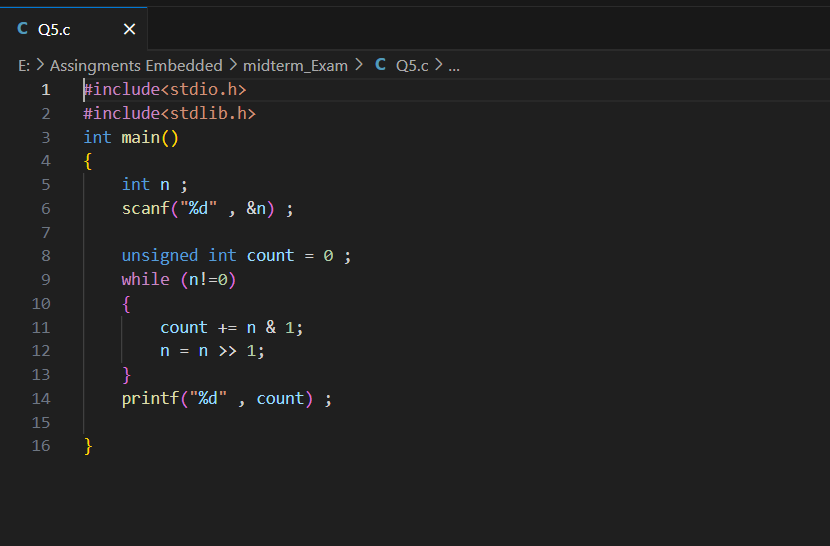 C Q5.c ×
E: > Assingments Embedded > midterm_Exam > C Q5.c > ...
1 #include<stdio.h>
2 #include<stdlib.h>
3 int main()
4 {
5 int n ;
6 scanf("%d" , &n) ;
7
8 unsigned int count = 0 ;
9 while (n!=0)
10 {
11 count += n & 1;
12 n = n >> 1;
13 }
14 printf("%d" , count) ;
15
16 }